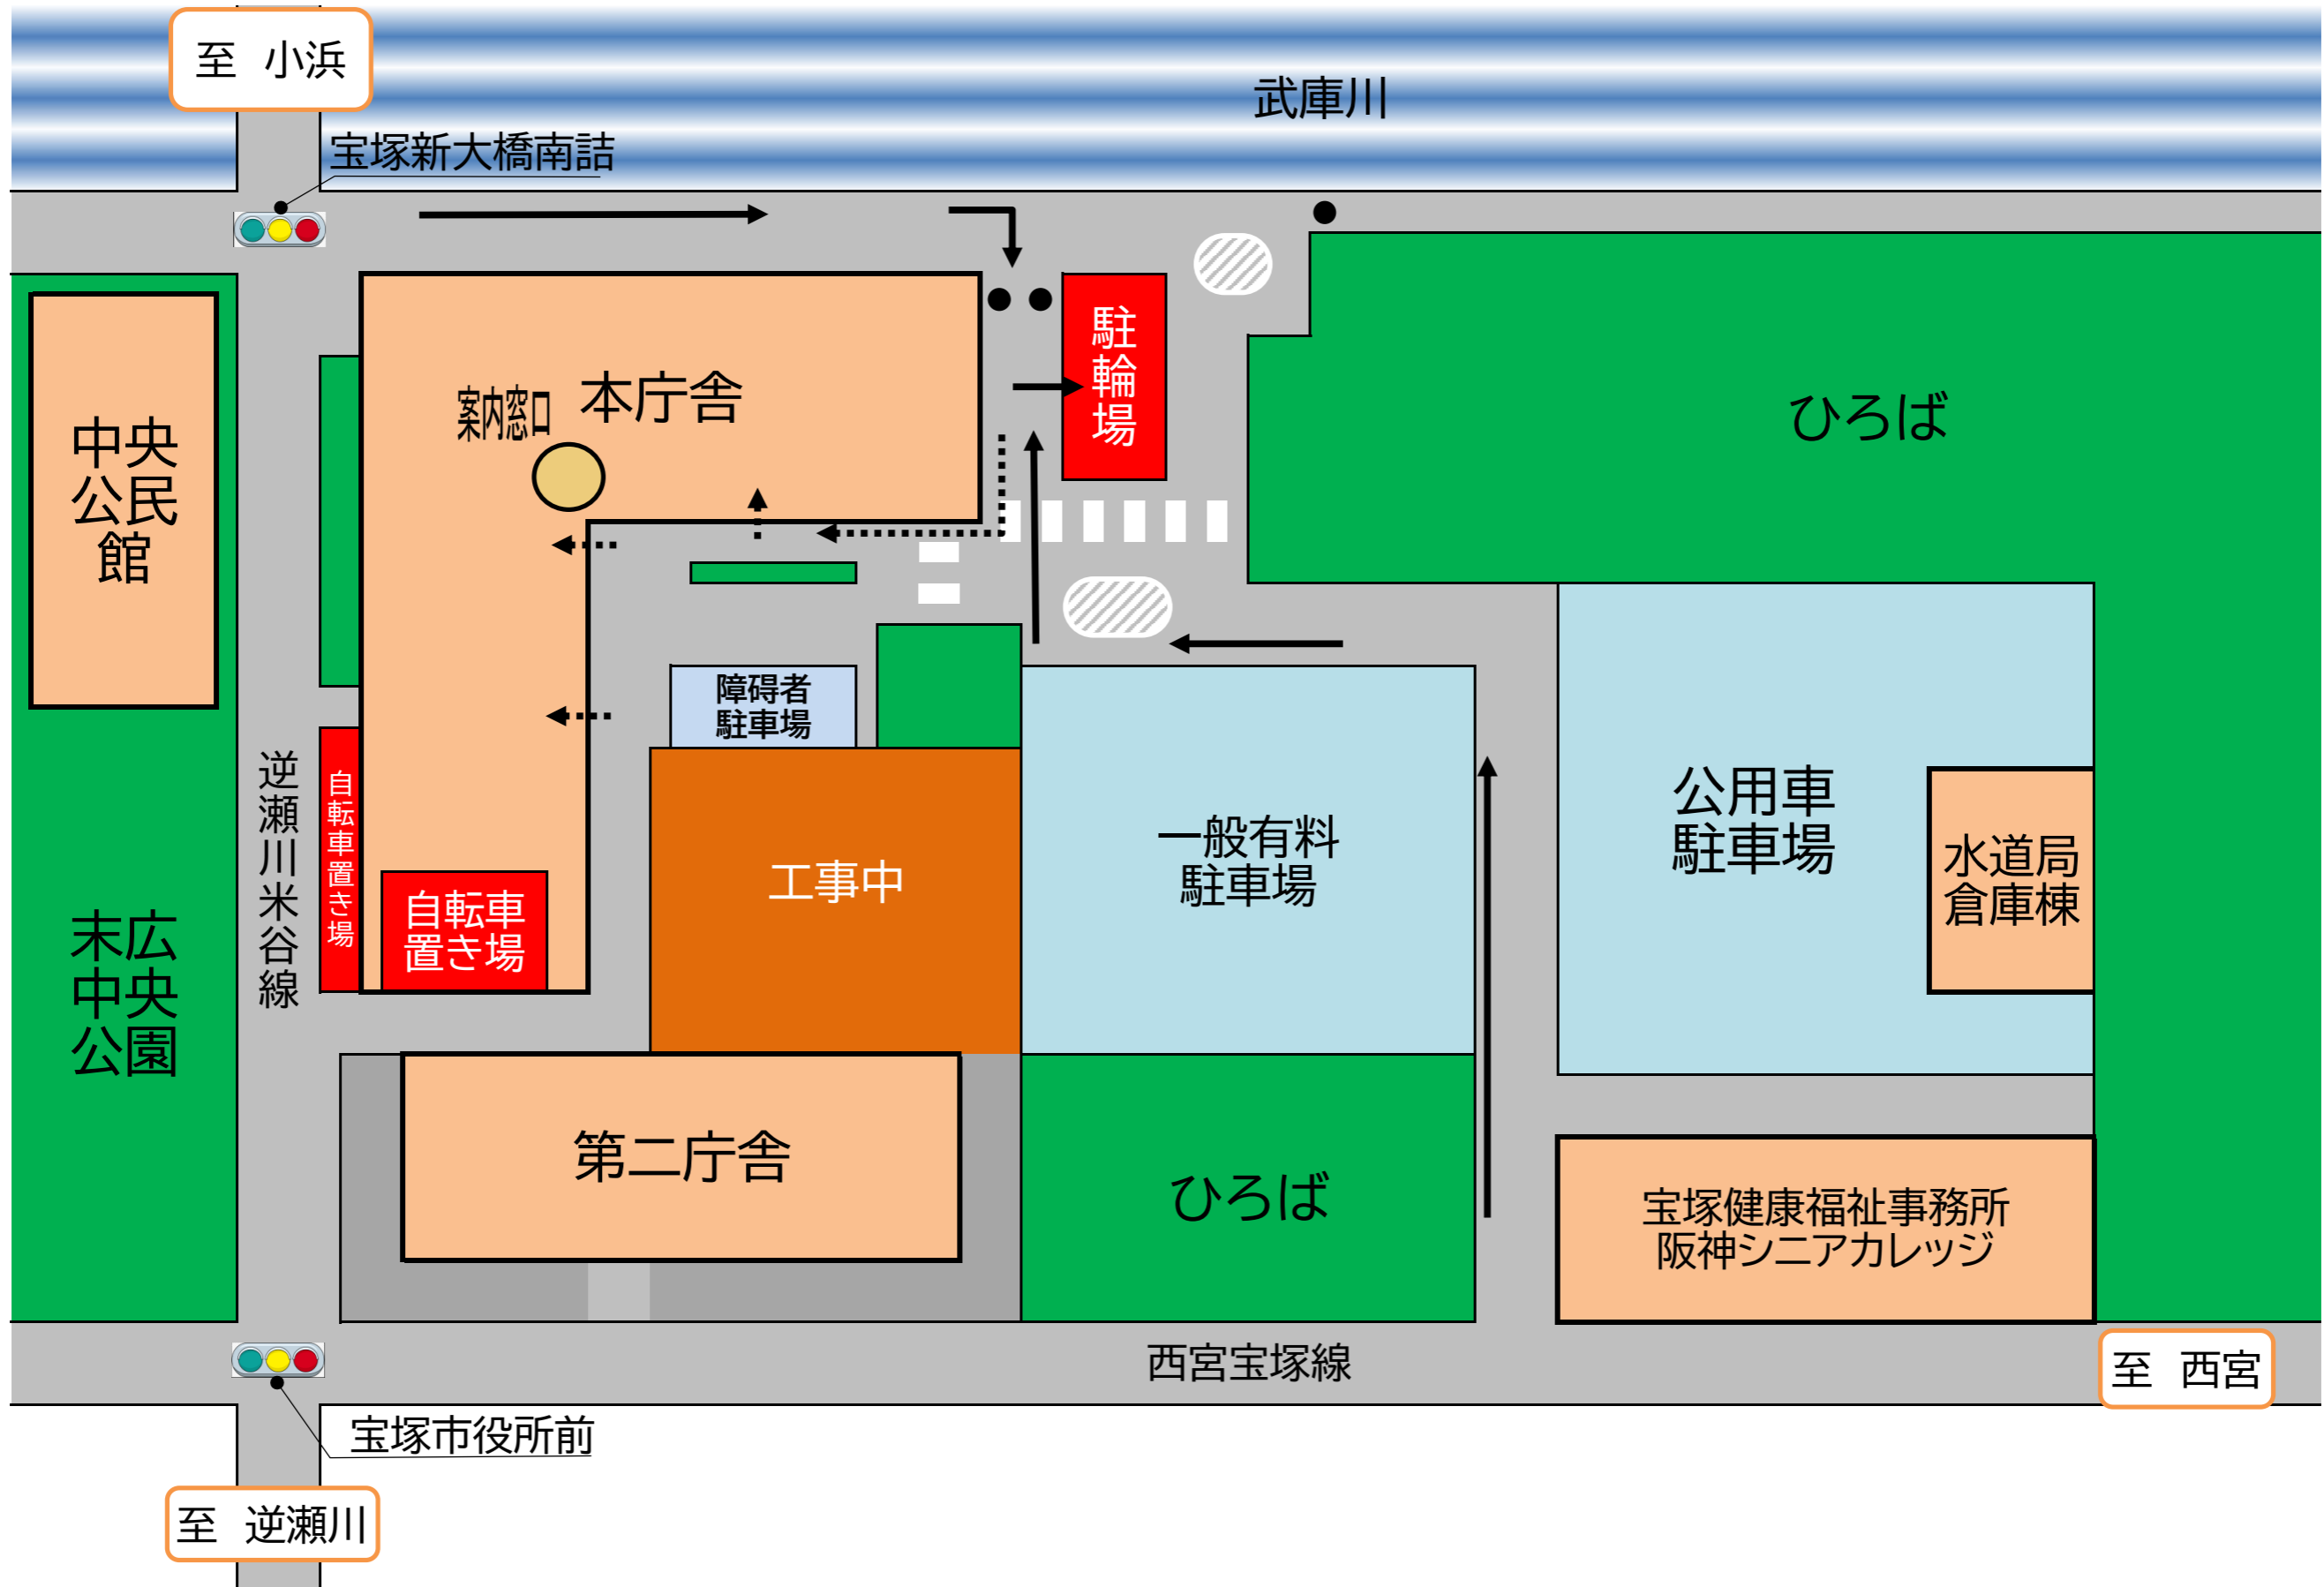 至 小浜
武庫川
宝塚新大橋南詰
駐輪場
本庁舎
案内窓口
ひろば
中央
公民
館
障碍者
駐車場
逆瀬川米谷線
自転車置き場
公用車
駐車場
一般有料
駐車場
水道局
倉庫棟
工事中
自転車
置き場
末広
中央
公園
第二庁舎
ひろば
宝塚健康福祉事務所
阪神シニアカレッジ
西宮宝塚線
至 西宮
宝塚市役所前
至 逆瀬川